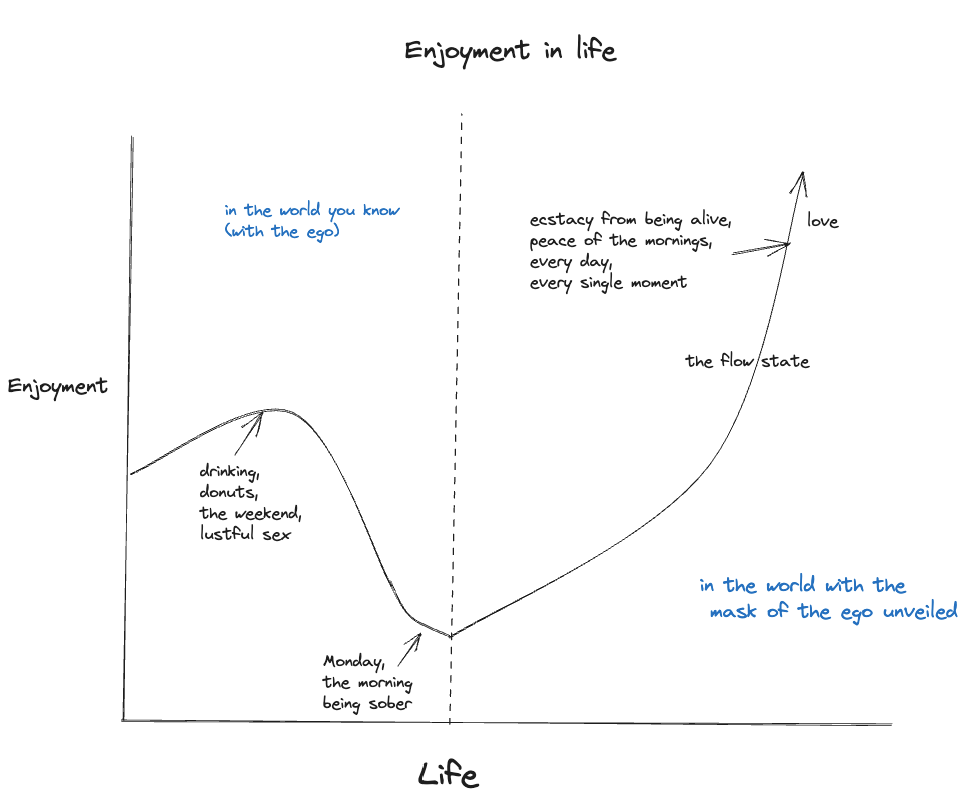 Enjoyment in life
in the world you know
(with the ego)
ecstacy from being alive,
peace of the mornings,
every day,
every single moment
love
the flow state
Enjoyment
drinking,
donuts,
the weekend,
lustful sex
in the world with the
mask of the ego unveiled
Monday,
the morning
being sober
Life